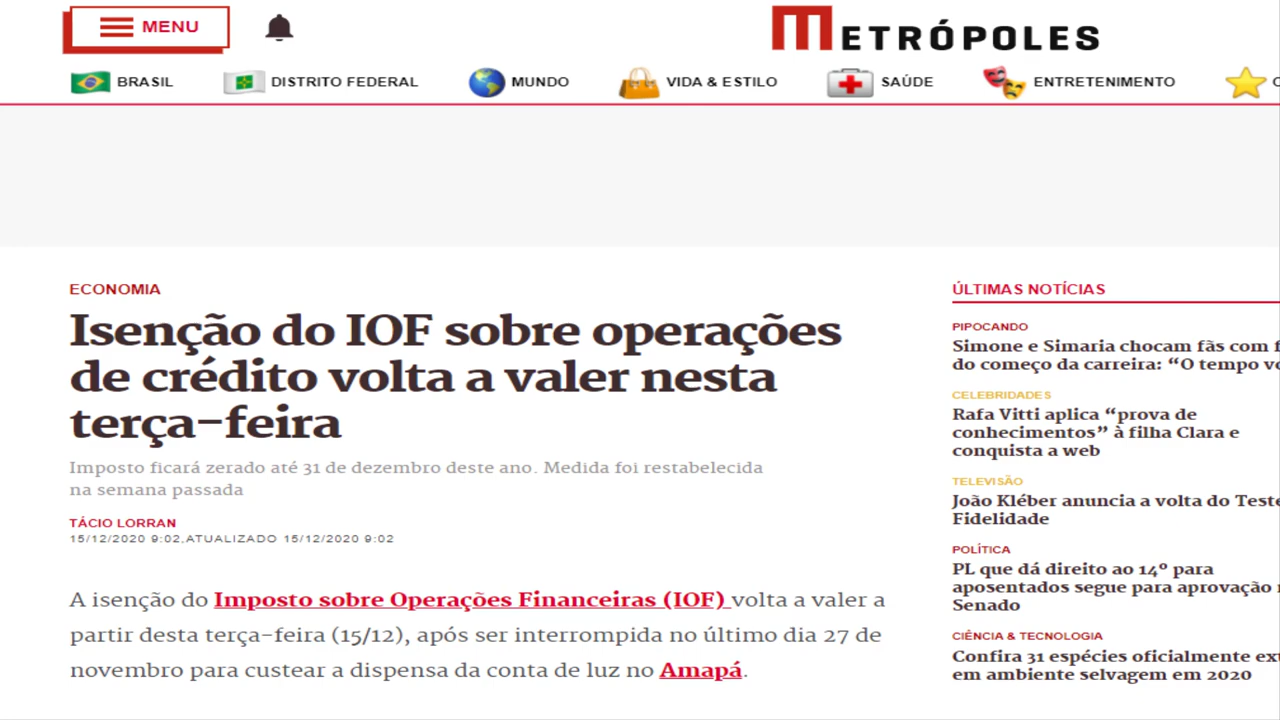 MENU
METRÓPOLES
BRASIL
DISTRITO FEDERAL
MUNDO
VIDA & ESTILO
SAÚDE
ENTRETENIMENTO
ECONOMIA
Isenção do IOF sobre operações
de crédito volta a valer nesta
terça-feira
Imposto ficará zerado até 31 de dezembro deste ano. Medida foi restabelecida
na semana passada
TÁCIO LORRAN
15/12/2020 9:02,ATUALIZADO 15/12/2020 9:02
A isenção do Imposto sobre Operações Financeiras (IOF) volta a valer a
partir desta terça-feira (15/12), após ser interrompida no último dia 27 de
novembro para custear a dispensa da conta de luz no Amapá.
ÚLTIMAS NOTÍCIAS
PIPOCANDO
Simone e Simaria chocam fãs com
do começo da carreira: “O tempo
CELEBRIDADES
Rafa Vitti aplica “prova de
conhecimentos” à filha Clara e
conquista a web
TELEVISÃO
João Kléber anuncia a volta do Teste
Fidelidade
POLÍTICA
PL que dá direito ao 14º para
aposentados segue para aprovação
Senado
CIÊNCIA & TECNOLOGIA
Confira 31 espécies oficialmente
em ambiente selvagem em 2020